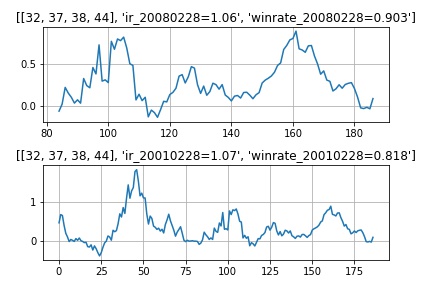 [[32, 37, 38, 44], 'ir_20080228=1.06', 'winrate_20080228=0.903']
0.5
0.0
80 100 120 140 160 180
[[32, 37, 38, 44], 'ir_20010228=1.07', 'winrate_20010228=0.818']
1
0
0 25 50 75 100 125 150 175